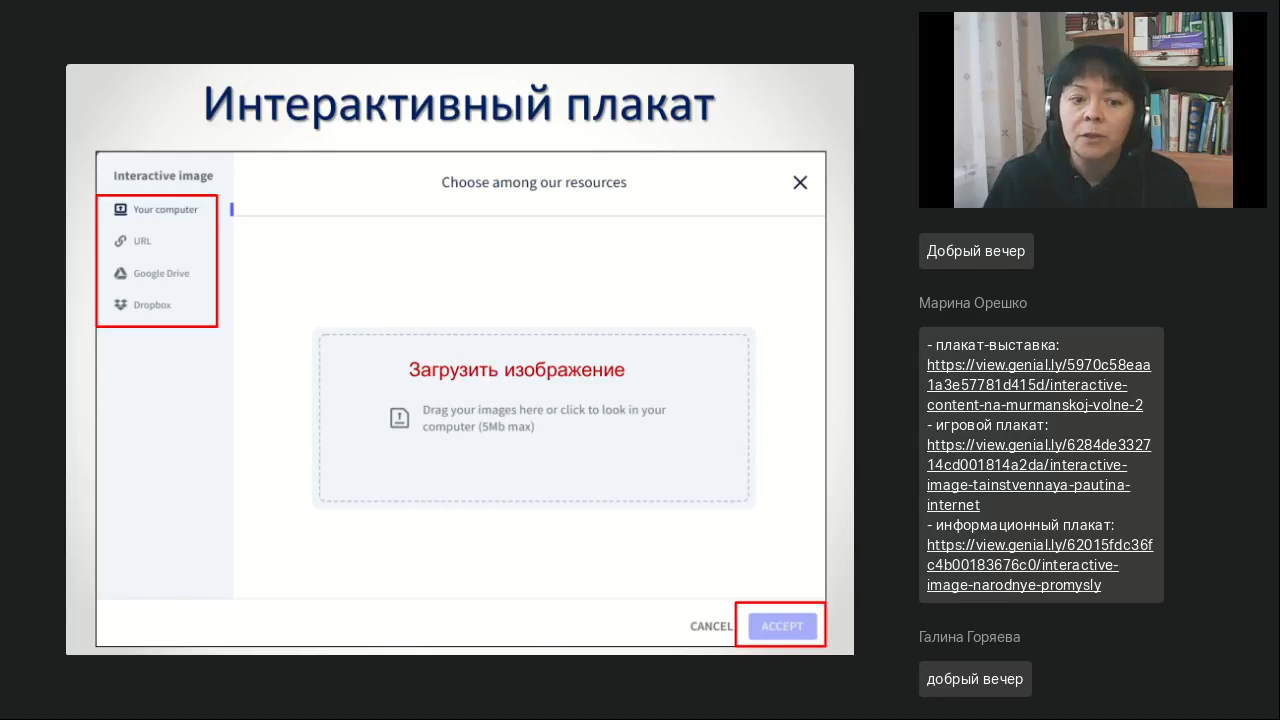 Интерактивный плакат
Interactive image
Choose among our resources
Your computer
URL
Google Drive
Dropbox
Загрузить изображение
Drag your images here or click to look in your
computer (5Mb max)
CANCEL
ACCEPT
Добрый вечер
Марина Орешко
- плакат-выставка:
https://view.genial.ly/5970c58eaa
1a3e57781d415d/interactive-
content-na-murmanskoj-volne-2
- игровой плакат:
https://view.genial.ly/6284de3327
14cd001814a2da/interactive-
image-tainstvennaya-pautina-
internet
- информационный плакат:
https://view.genial.ly/62015fdc36f
c4b00183676c0/interactive-
image-narodnye-promysly
Галина Горяева
добрый вечер